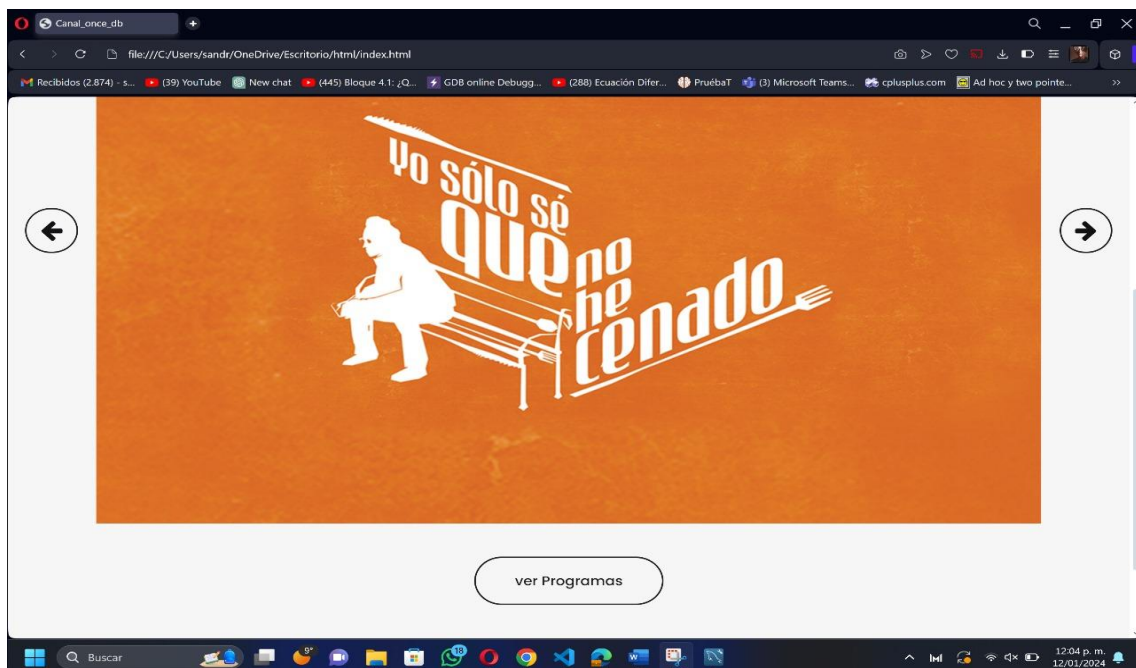 Canal_once_db
file:///C:/Users/sandr/OneDrive/Escritorio/html/index.html
Recibidos (2.874) - s... (39) YouTube New chat (445) Bloque 4.1: ¿Q... GDB online Debugg... (288) Ecuación Difer... PruébaT (3) Microsoft Teams... cplusplus.com Ad hoc y two pointe...
Yo sólo sé
que no
he
cenado
ver Programas
Buscar
9°
18
12:04 p. m.
12/01/2024